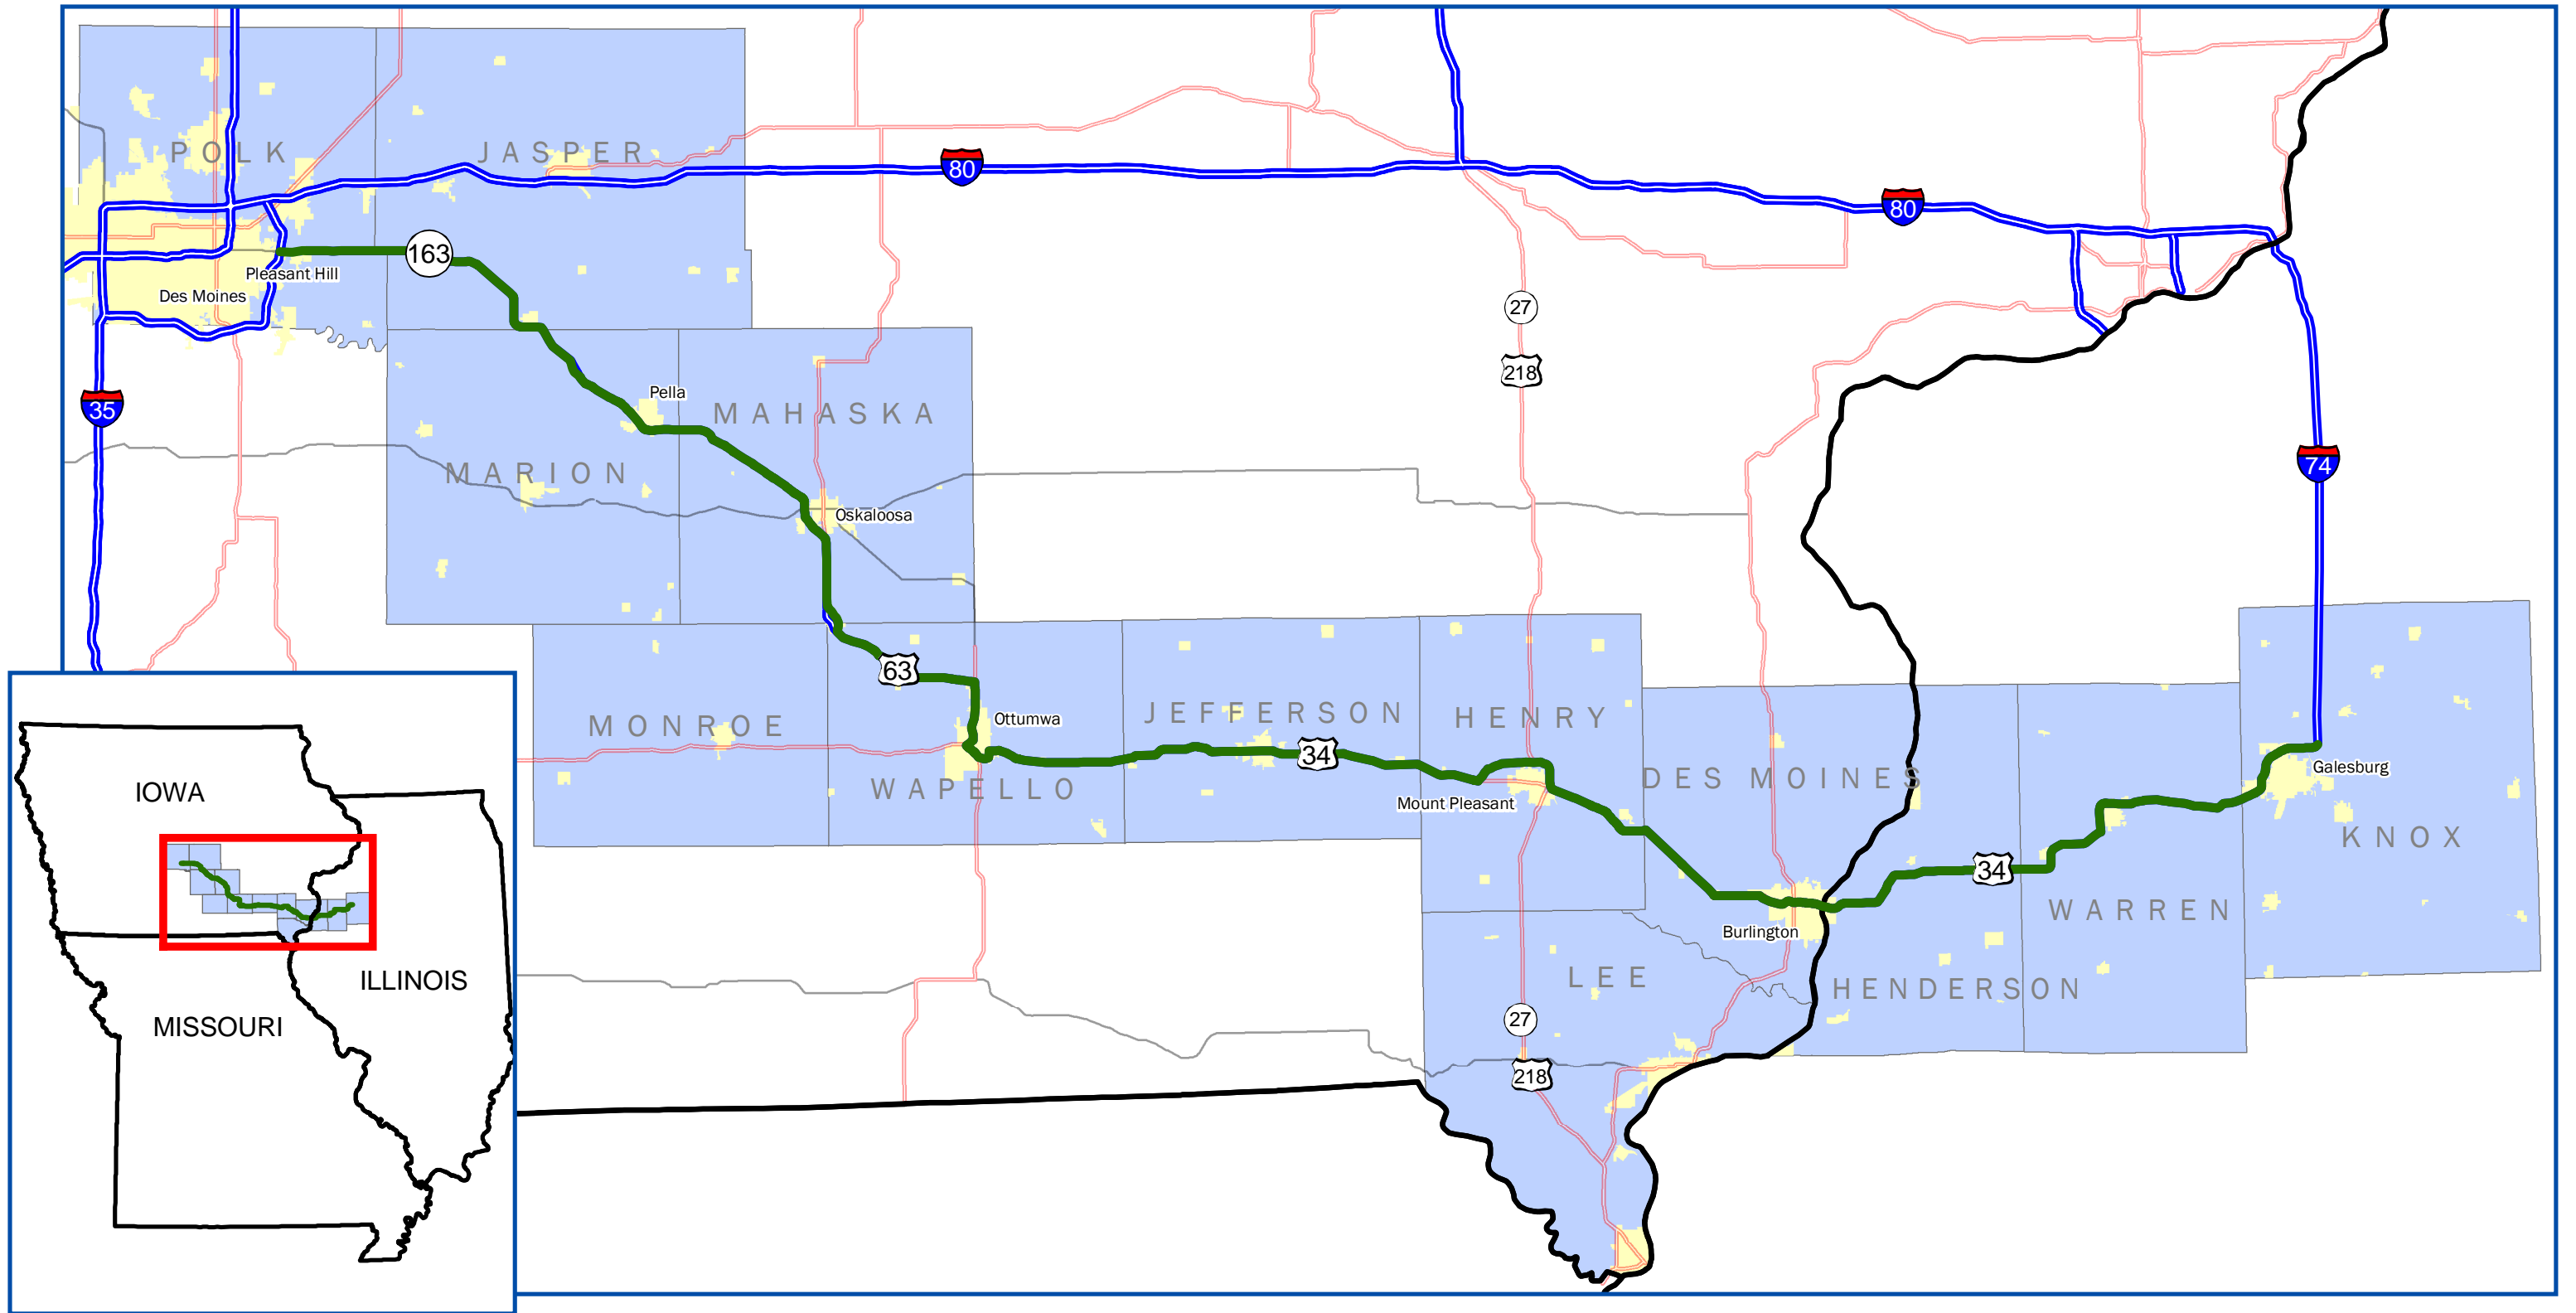 POLK
JASPER
80
80
163
Pleasant Hill
Des Moines
27
218
35
Pella
MAHASKA
MARION
74
Oskaloosa
63
Ottumwa
MONROE
JEFFERSON
HENRY
34
WAPELLO
Mount Pleasant
DES MOINES
Galesburg
KNOX
34
WARREN
Burlington
LEE
HENDERSON
27
218
IOWA
ILLINOIS
MISSOURI